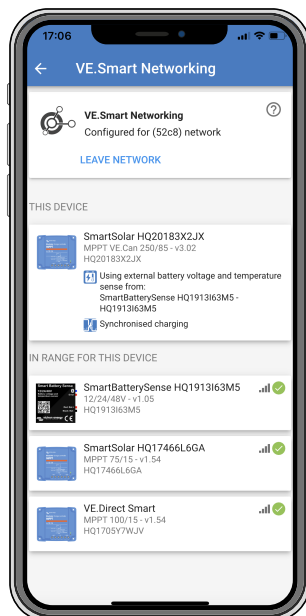 17:06
VE.Smart Networking
VE.Smart Networking
Configured for (52c8) network
LEAVE NETWORK
THIS DEVICE
SmartSolar HQ20183X2JX
MPPT VE.Can 250/85 - v3.02
HQ20183X2JX
Using external battery voltage and temperature
sense from:
SmartBatterySense HQ1913I63M5 -
HQ1913I63M5
Synchronised charging
IN RANGE FOR THIS DEVICE
SmartBatterySense HQ1913I63M5
12/24/48V - v1.05
HQ1913I63M5
SmartSolar HQ17466L6GA
MPPT 75/15 - v1.54
HQ17466L6GA
VE.Direct Smart
MPPT 100/15 - v1.54
HQ1705Y7WJV